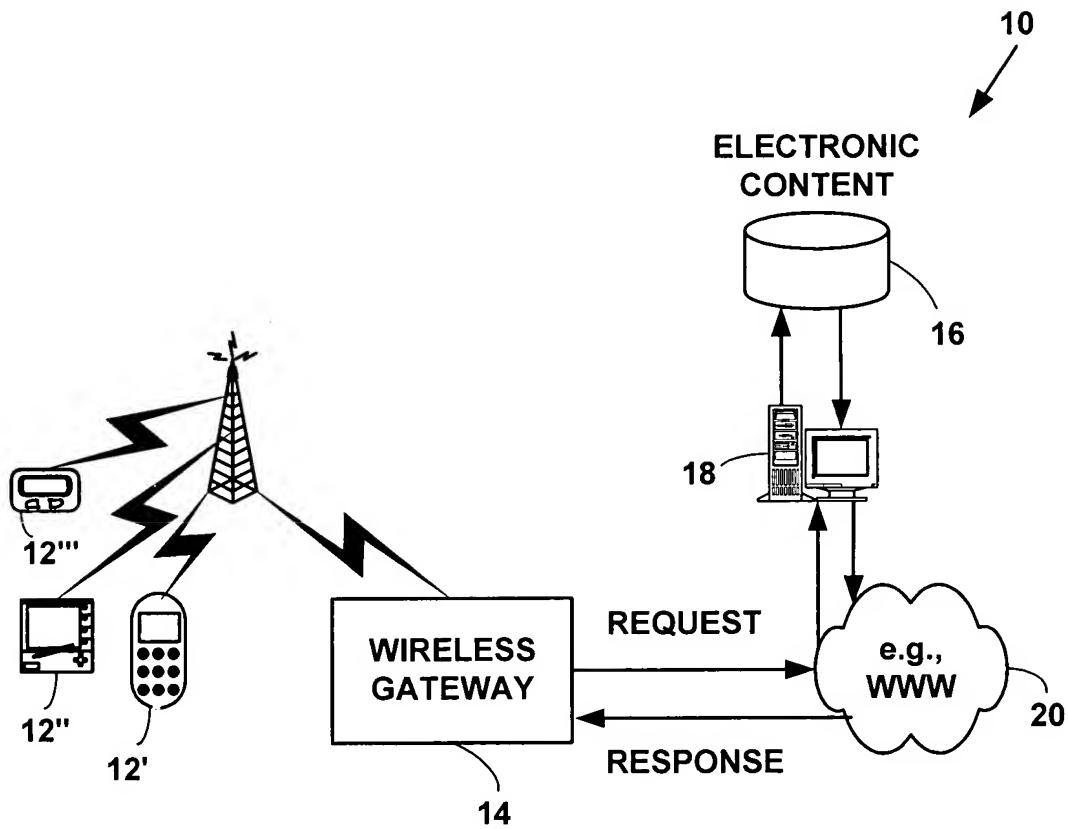 10
ELECTRONIC
CONTENT
16
18
12'''
12''
12'
WIRELESS
GATEWAY
14
REQUEST
RESPONSE
e.g.,
WWW
20